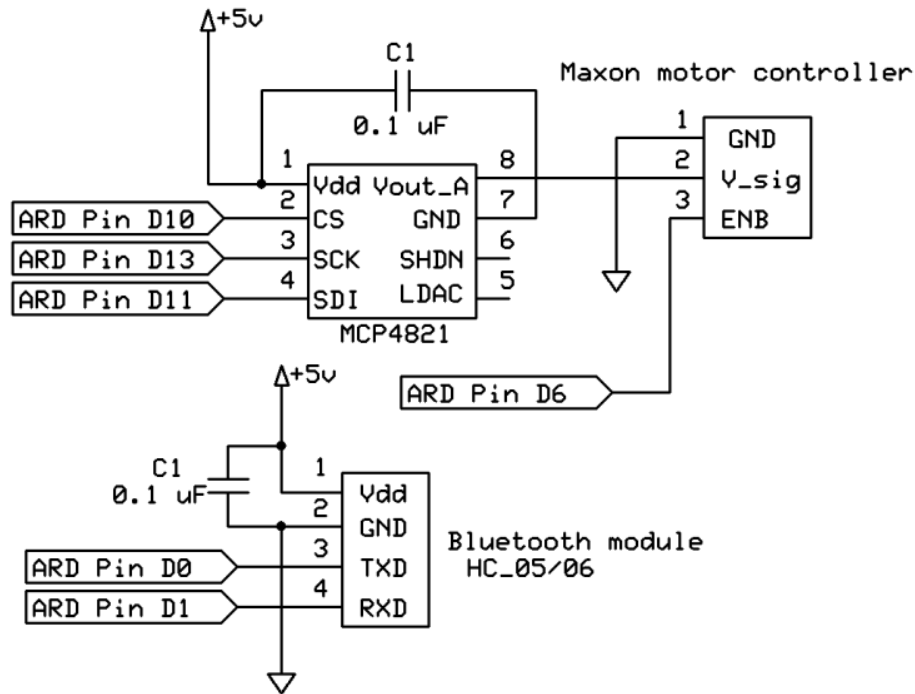 +5v
C1
0.1 uF
Maxon motor controller
1 Vdd
2 CS
3 SCK
4 SDI
8 Vout_A
7 GND
6 SHDN
5 LDAC
MCP4821
ARD Pin D10
ARD Pin D13
ARD Pin D11
1 GND
2 V_sig
3 ENB
ARD Pin D6
+5v
C1
0.1 uF
1 Vdd
2 GND
3 TXD
4 RXD
ARD Pin D0
ARD Pin D1
Bluetooth module
HC_05/06